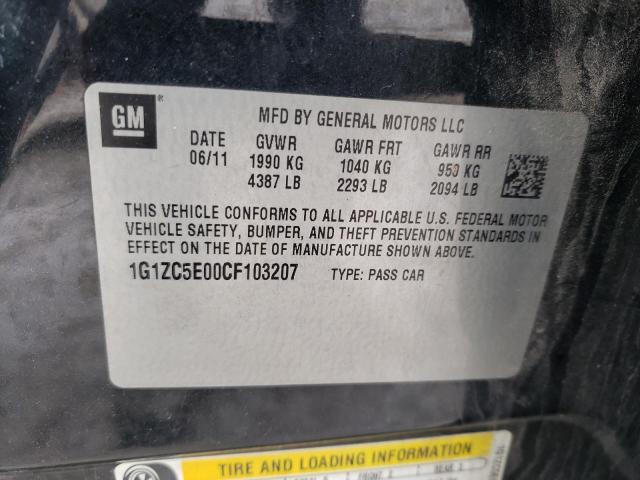 GM ®
MFD BY GENERAL MOTORS LLC
DATE GVWR GAWR FRT GAWR RR
06/11 1990 KG 1040 KG 950 KG
4387 LB 2293 LB 2094 LB
THIS VEHICLE CONFORMS TO ALL APPLICABLE U.S. FEDERAL MOTOR
VEHICLE SAFETY, BUMPER, AND THEFT PREVENTION STANDARDS IN
EFFECT ON THE DATE OF MANUFACTURE SHOWN ABOVE.
1G1ZC5E00CF103207 TYPE: PASS CAR
TIRE AND LOADING INFORMATION